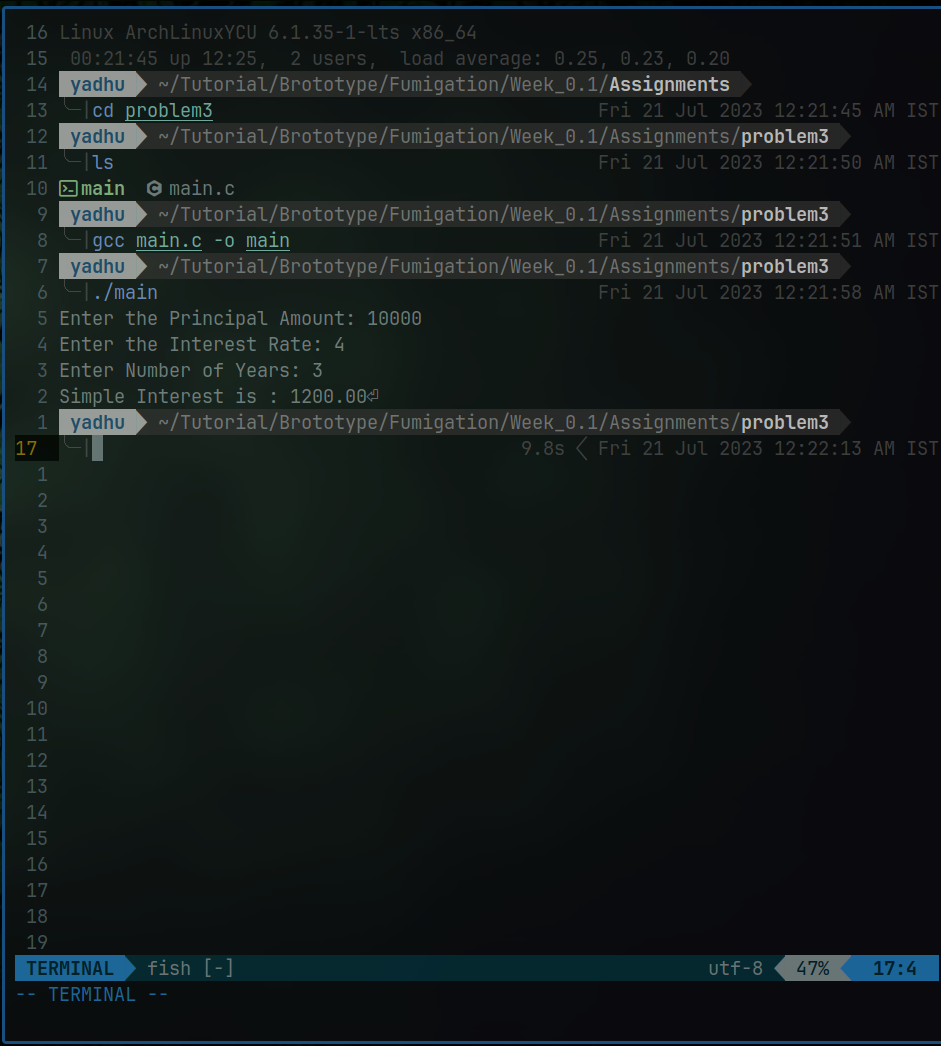 16 Linux ArchLinuxYCU 6.1.35-1-lts x86_64
15  00:21:45 up 12:25,  2 users,  load average: 0.25, 0.23, 0.20
14 yadhu ~/Tutorial/Brototype/Fumigation/Week_0.1/Assignments
13 cd problem3 Fri 21 Jul 2023 12:21:45 AM IST
12 yadhu ~/Tutorial/Brototype/Fumigation/Week_0.1/Assignments/problem3
11 ls Fri 21 Jul 2023 12:21:50 AM IST
10 main main.c
9 yadhu ~/Tutorial/Brototype/Fumigation/Week_0.1/Assignments/problem3
8 gcc main.c -o main Fri 21 Jul 2023 12:21:51 AM IST
7 yadhu ~/Tutorial/Brototype/Fumigation/Week_0.1/Assignments/problem3
6 ./main Fri 21 Jul 2023 12:21:58 AM IST
5 Enter the Principal Amount: 10000
4 Enter the Interest Rate: 4
3 Enter Number of Years: 3
2 Simple Interest is : 1200.00⏎
1 yadhu ~/Tutorial/Brototype/Fumigation/Week_0.1/Assignments/problem3
17 9.8s Fri 21 Jul 2023 12:22:13 AM IST
1
2
3
4
5
6
7
8
9
10
11
12
13
14
15
16
17
18
19
TERMINAL fish [-] utf-8 47% 17:4
-- TERMINAL --